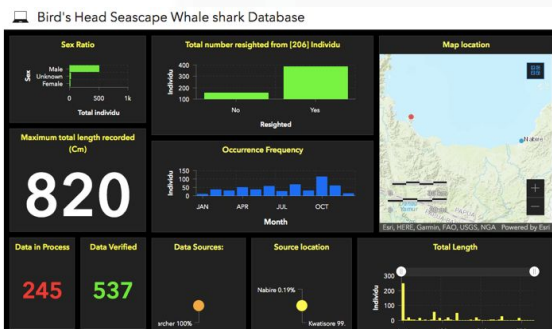 Bird's Head Seascape Whale shark Database
Sex Ratio
Sex
Male
Unknown
Female
0
500
1k
Total individu
Total number resighted from [206] Individu
Individu
400
300
200
100
No
Yes
Resighted
Map location
Nabire
Esri, HERE, Garmin, FAO, USGS, NGA Powered by Esri
Maximum total length recorded
(Cm)
820
Occurrence Frequency
Individu
150
100
50
0
JAN
APR
JUL
OCT
Month
Data in Process
245
Data Verified
537
Data Sources:
archer 100%
Source location
Nabire 0.19%
Kwatisore 99.
Total Length
Individu
300
200
100
0